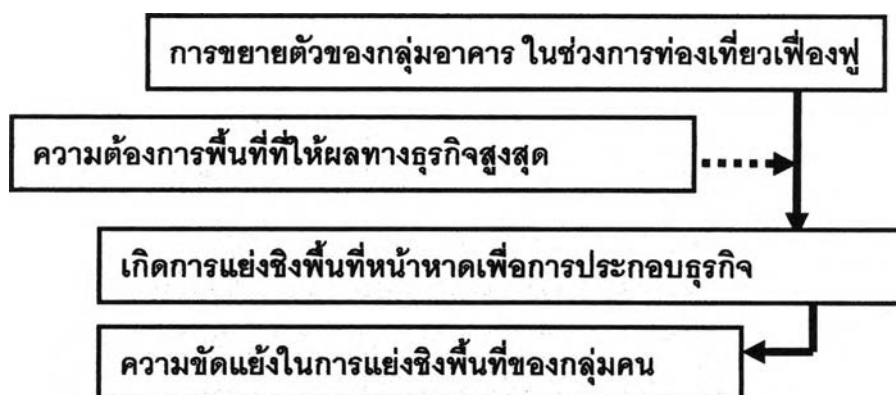 การขยายตัวของกลุ่มอาคาร ในช่วงการท่องเที่ยวเฟื่องฟู
ความต้องการพื้นที่ที่ให้ผลทางธุรกิจสูงสุด
เกิดการแย่งชิงพื้นที่หน้าหาดเพื่อการประกอบธุรกิจ
ความขัดแย้งในการแย่งชิงพื้นที่ของกลุ่มคน